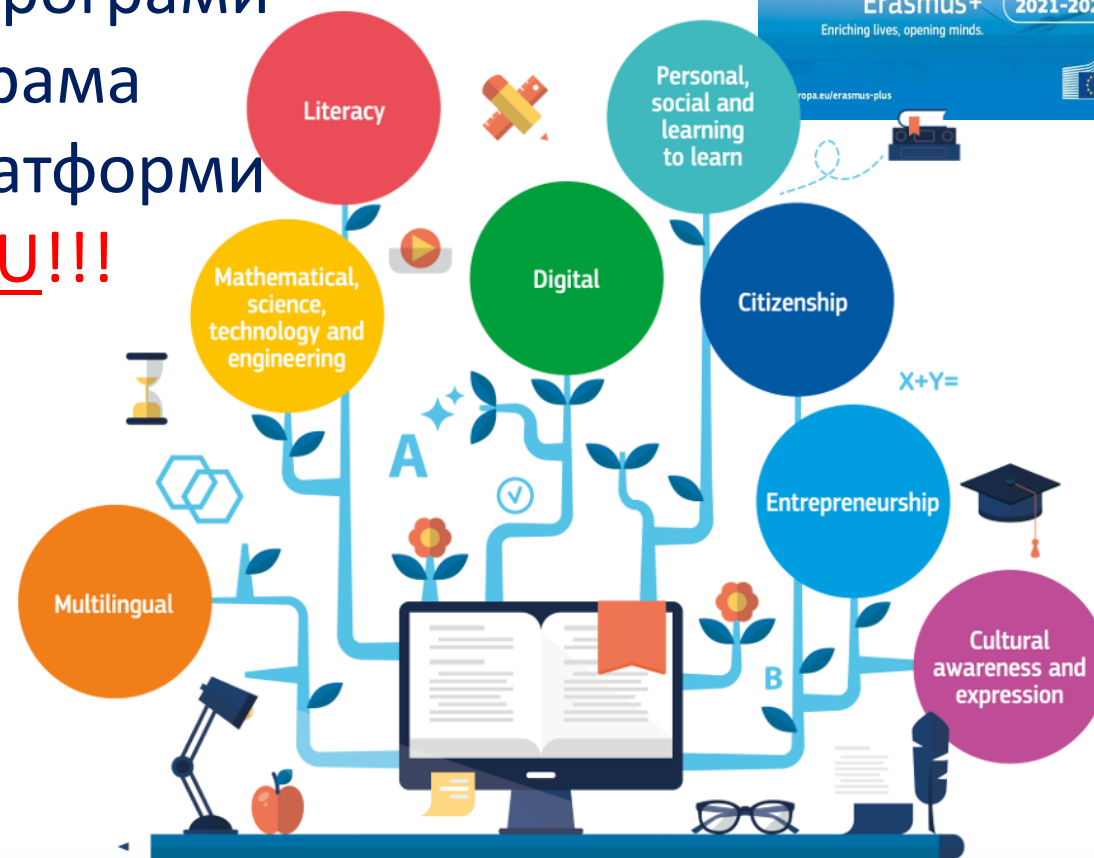 рограми
рама
атформи
U!!!
Erasmus+ 2021-202
Enriching lives, opening minds.
ropa.eu/erasmus-plus
Literacy
Personal,
social and
learning
to learn
Mathematical,
science,
technology and
engineering
Digital
Citizenship
X+Y=
A
Entrepreneurship
Multilingual
Cultural
awareness and
expression
B